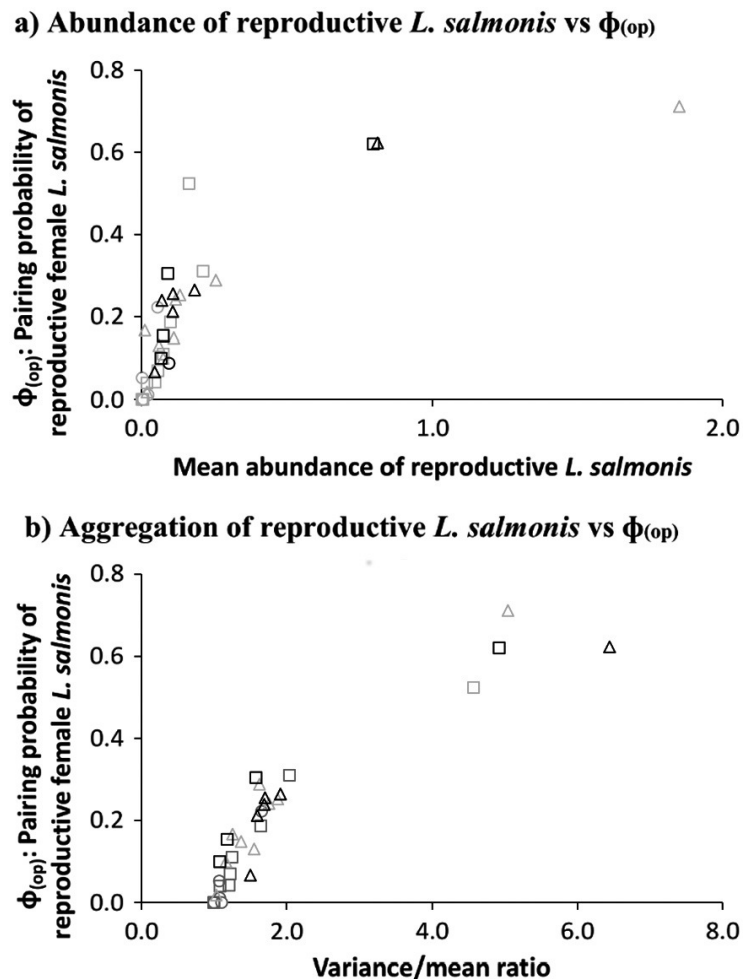 a) Abundance of reproductive L. salmonis vs ϕ(op)
0.8
0.6
0.4
0.2
0.0
ϕ(op): Pairing probability of
reproductive female L. salmonis
0.0 1.0 2.0
Mean abundance of reproductive L. salmonis
b) Aggregation of reproductive L. salmonis vs ϕ(op)
0.8
0.6
0.4
0.2
0.0
ϕ(op): Pairing probability of
reproductive female L. salmonis
0.0 2.0 4.0 6.0 8.0
Variance/mean ratio